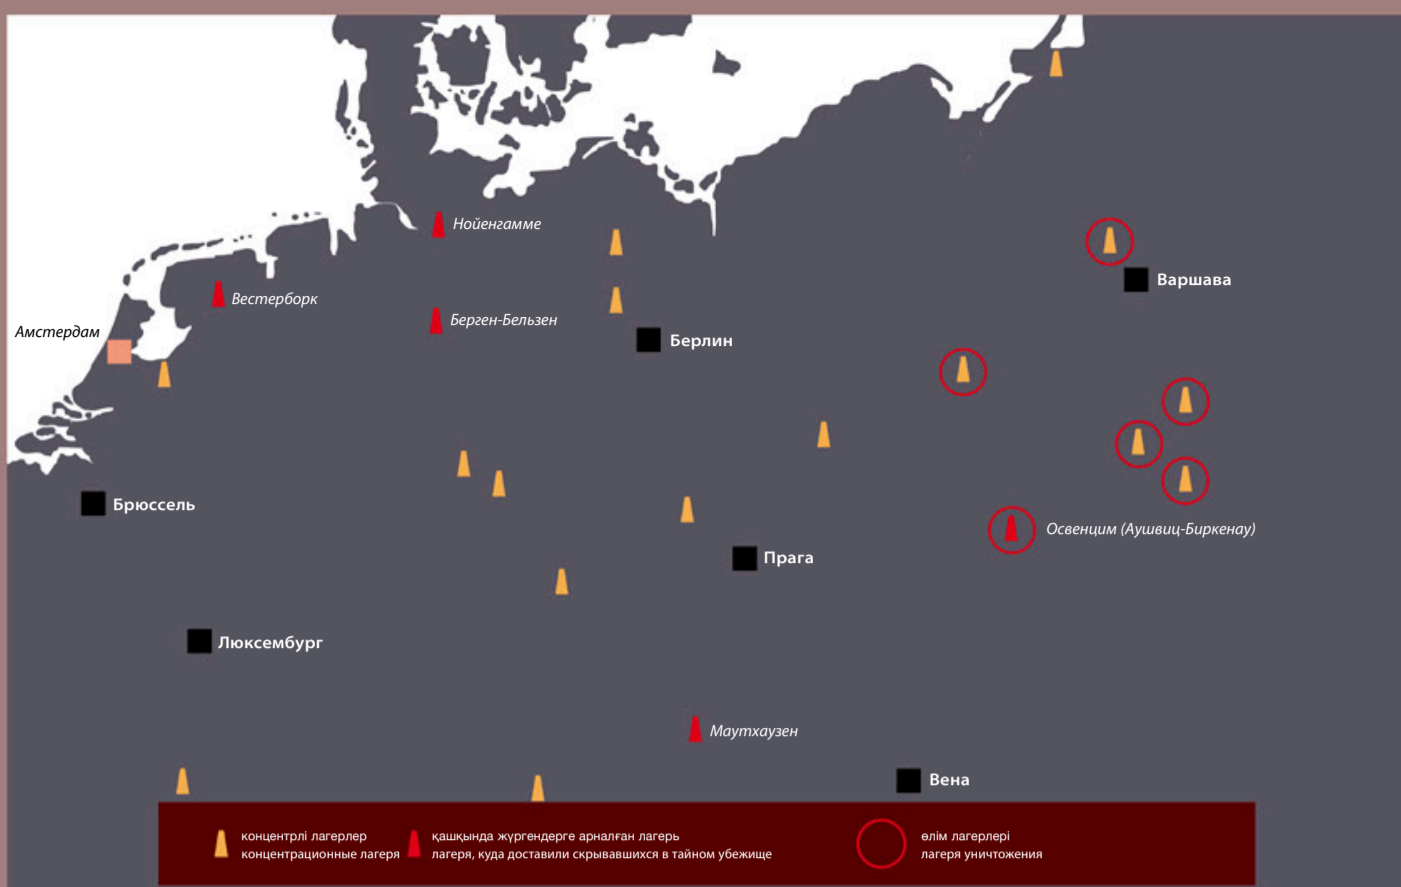 Нойенгамме
Варшава
Вестерборк
Берген-Бельзен
Амстердам
Берлин
Брюссель
Освенцим (Аушвиц-Биркенау)
Прага
Люксембург
Маутхаузен
Вена
концентрлі лагерлер
концентрационные лагеря
қашқында жүргендерге арналған лагерь
лагеря, куда доставили скрывавшихся в тайном убежище
өлім лагерлері
лагеря уничтожения